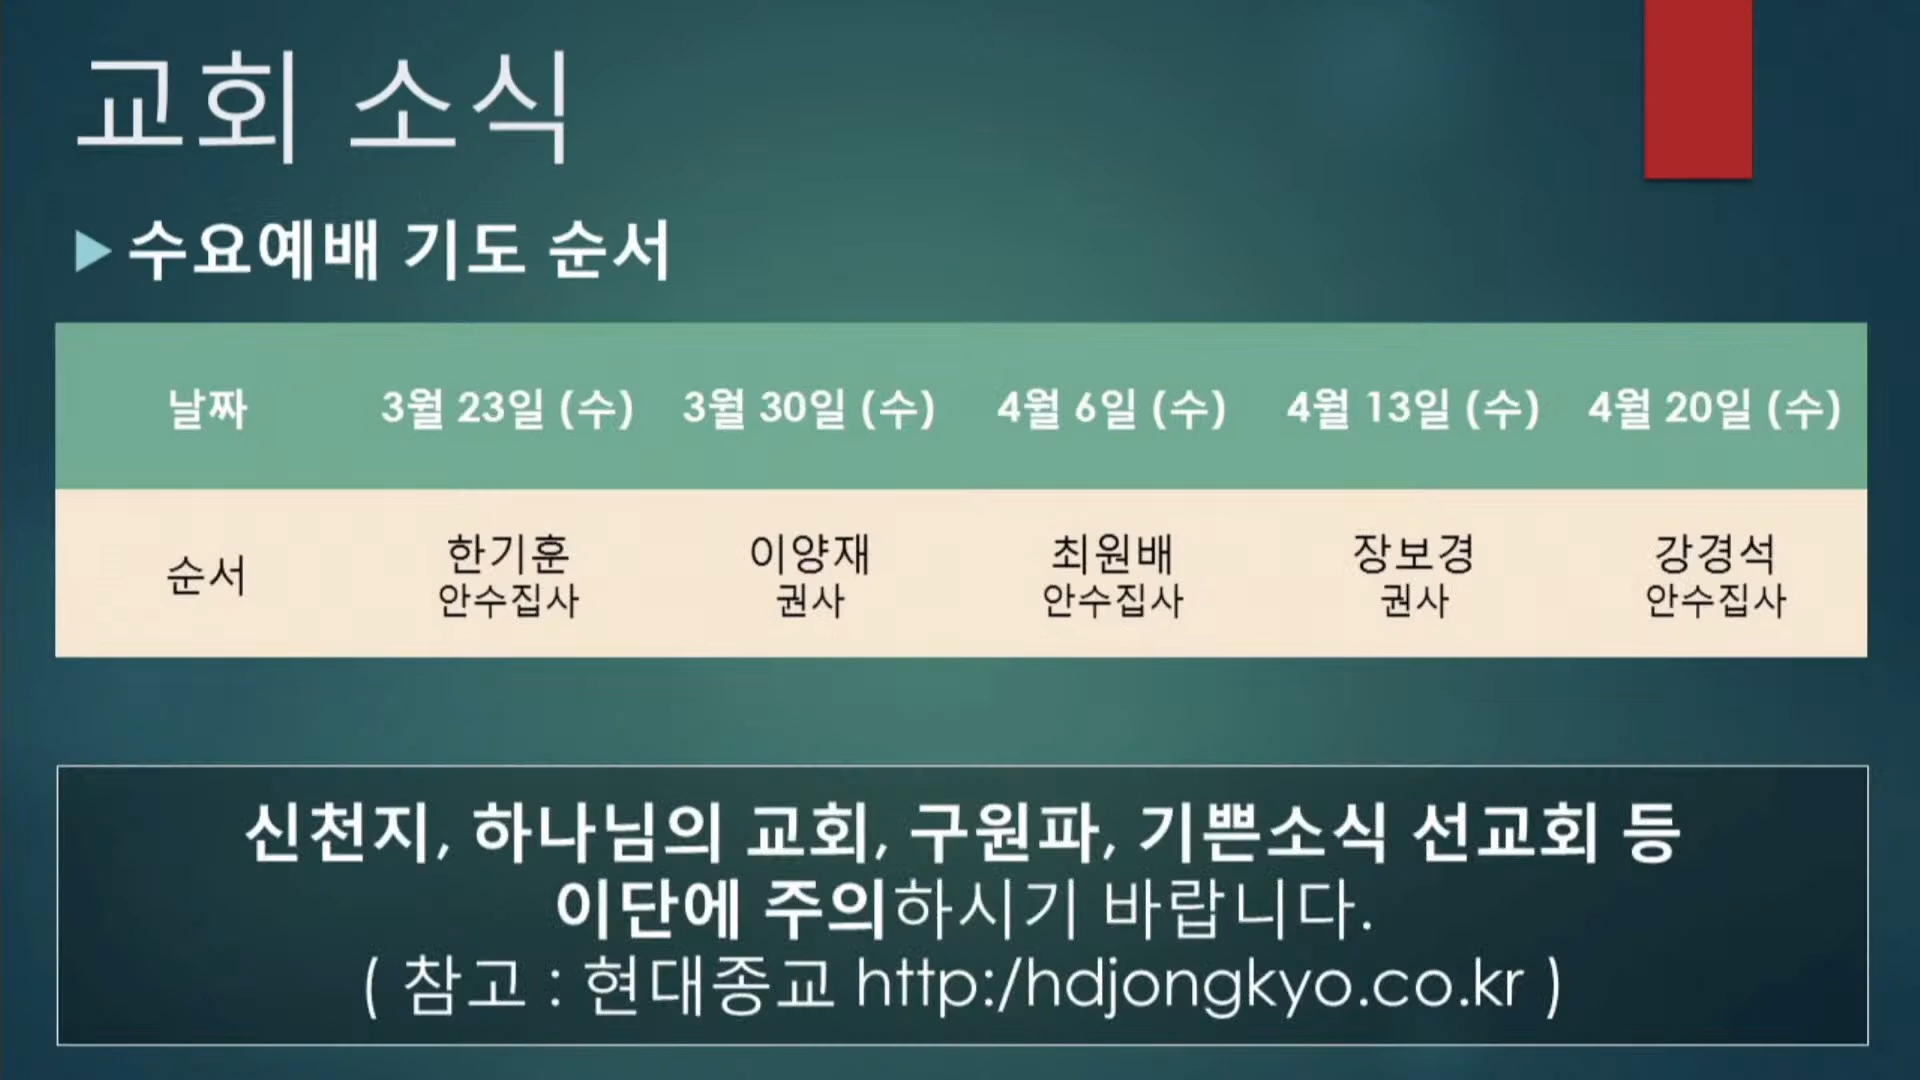 교회 소식
수요예배 기도 순서
날짜 3월 23일 (수) 3월 30일 (수) 4월 6일 (수) 4월 13일 (수) 4월 20일 (수)
순서 한기훈 이양재 최원배 장보경 강경석
안수집사 권사 안수집사 권사 안수집사
신천지, 하나님의 교회, 구원파, 기쁜소식 선교회 등
이단에 주의하시기 바랍니다.
( 참고 : 현대종교 http:/hdjongkyo.co.kr )